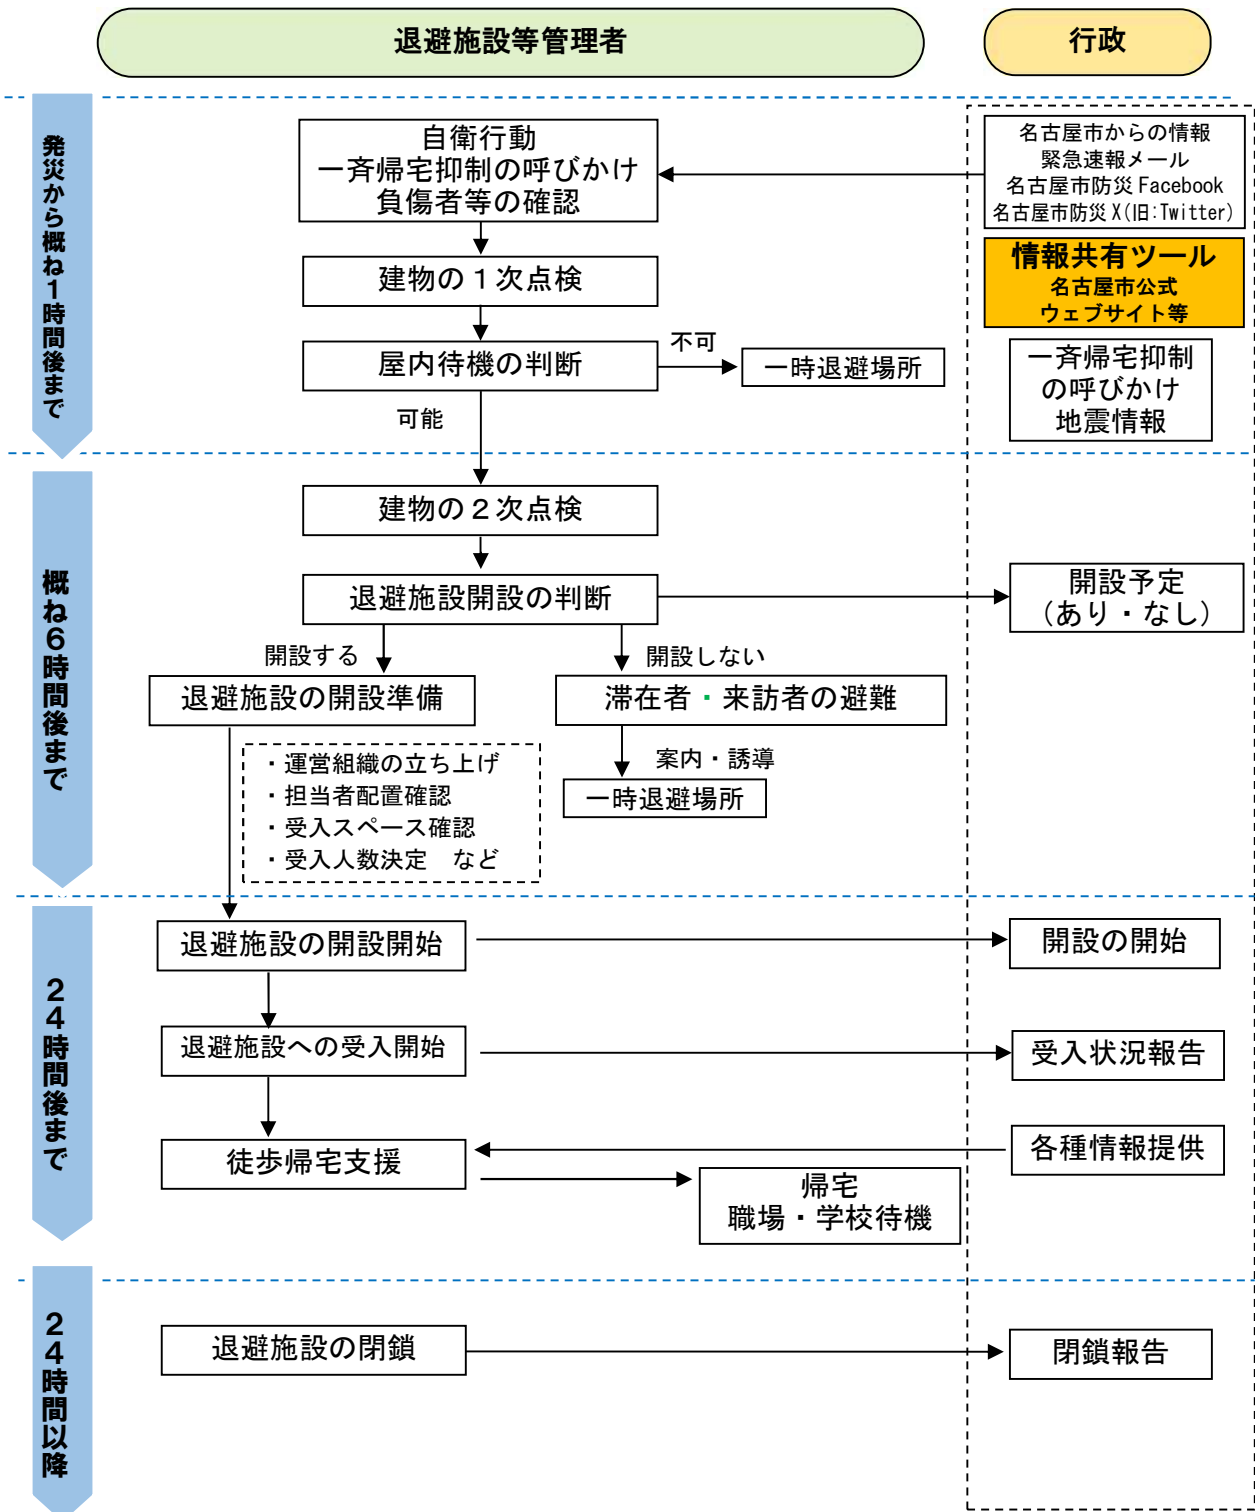 退避施設等管理者
行政
発災から概ね1時間後まで
自衛行動
一斉帰宅抑制の呼びかけ
負傷者等の確認
名古屋市からの情報
緊急速報メール
名古屋市防災 Facebook
名古屋市防災 X(旧:Twitter)
建物の１次点検
情報共有ツール
名古屋市公式
ウェブサイト等
屋内待機の判断
不可
一時退避場所
一斉帰宅抑制
の呼びかけ
地震情報
可能
概ね６時間後まで
建物の２次点検
退避施設開設の判断
開設予定
（あり・なし）
開設する
開設しない
退避施設の開設準備
滞在者・来訪者の避難
・運営組織の立ち上げ
・担当者配置確認
・受入スペース確認
・受入人数決定　など
案内・誘導
一時退避場所
２４時間後まで
退避施設の開設開始
開設の開始
退避施設への受入開始
受入状況報告
徒歩帰宅支援
各種情報提供
帰宅
職場・学校待機
２４時間以降
退避施設の閉鎖
閉鎖報告